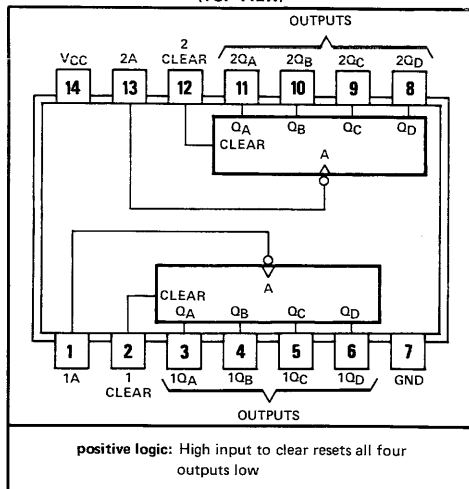 OUTPUTS
2
VCC 2A CLEAR 2QA 2QB 2QC 2QD
14 13 12 11 10 9 8
QA QB QC QD
CLEAR
A
A
CLEAR
QA QB QC QD
1 2 3 4 5 6 7
1A 1 1QA 1QB 1QC 1QD GND
CLEAR
OUTPUTS
positive logic: High input to clear resets all four
outputs low